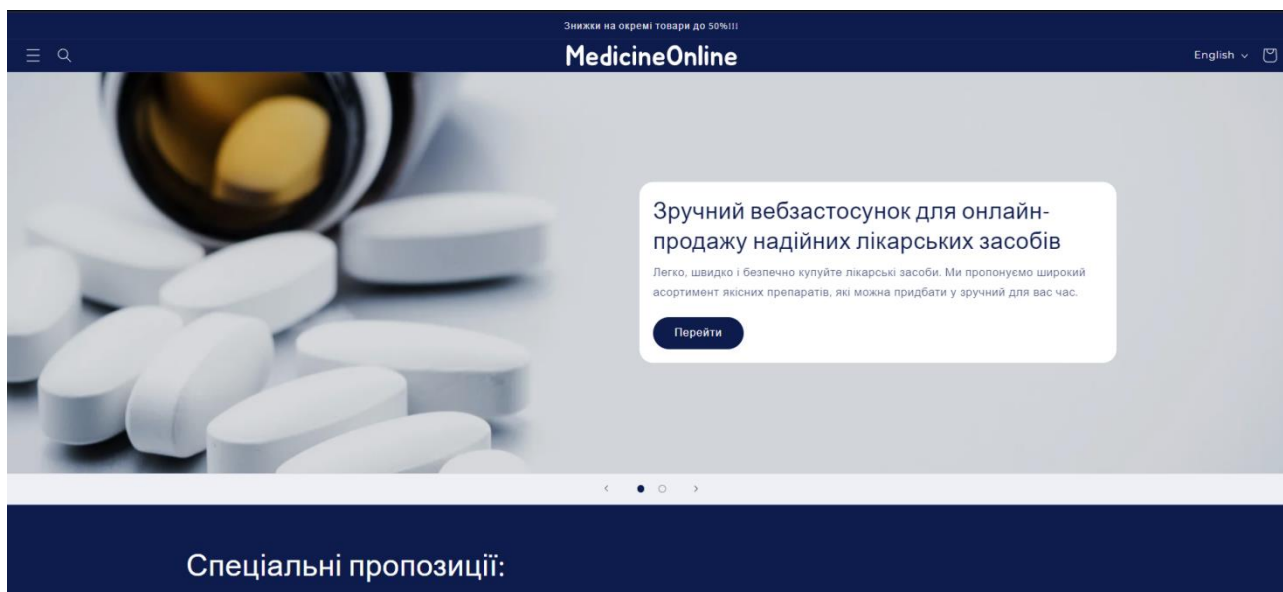 Знижки на окремі товари до 50%!!!
MedicineOnline
English
Зручний вебзастосунок для онлайн-
продажу надійних лікарських засобів
Легко, швидко і безпечно купуйте лікарські засоби. Ми пропонуємо широкий
асортимент якісних препаратів, які можна придбати у зручний для вас час.
Перейти
Спеціальні пропозиції: